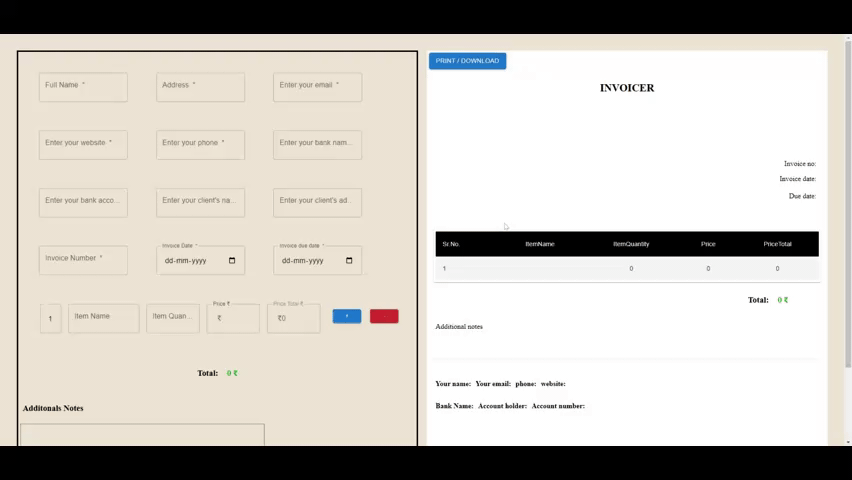 Full Name *
Address *
Enter your email *
Enter your website *
Enter your phone *
Enter your bank nam...
Enter your bank acco...
Enter your client's na...
Enter your client's ad...
Invoice Number *
Invoice Date *
dd-mm-yyyy
Invoice due date *
dd-mm-yyyy
1
Item Name
Item Quan...
Price ₹
₹
Price Total ₹
₹0
+
-
Total: 0 ₹
Additonals Notes
PRINT / DOWNLOAD
INVOICER
Invoice no:
Invoice date:
Due date:
Sr.No. ItemName ItemQuantity Price PriceTotal
1 0 0 0
Total: 0 ₹
Additional notes
Your name: Your email: phone: website:
Bank Name: Account holder: Account number: